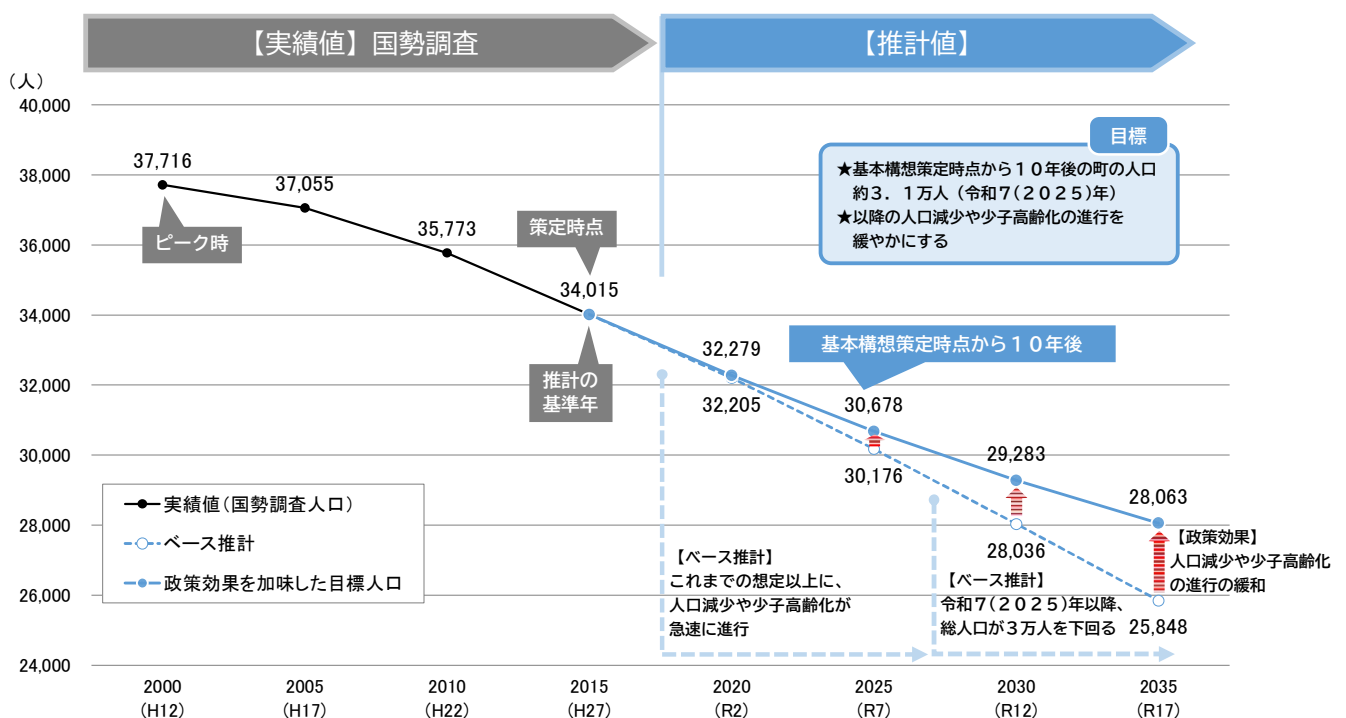 【実績値】国勢調査
【推計値】
（人）
40,000
38,000
36,000
34,000
32,000
30,000
28,000
26,000
24,000
目標
★基本構想策定時点から１０年後の町の人口
約３．１万人（令和７(２０２５)年）
★以降の人口減少や少子高齢化の進行を
緩やかにする
37,716
37,055
35,773
34,015
ピーク時
策定時点
推計の
基準年
32,279
32,205
基本構想策定時点から１０年後
30,678
30,176
29,283
28,036
28,063
25,848
実績値（国勢調査人口）
ベース推計
政策効果を加味した目標人口
【ベース推計】
これまでの想定以上に、
人口減少や少子高齢化が
急速に進行
【ベース推計】
令和７(２０２５)年以降、
総人口が３万人を下回る
【政策効果】
人口減少や少子高齢化
の進行の緩和
2000 2005 2010 2015 2020 2025 2030 2035
（H12） （H17） （H22） （H27） （R2） （R7） （R12） （R17）